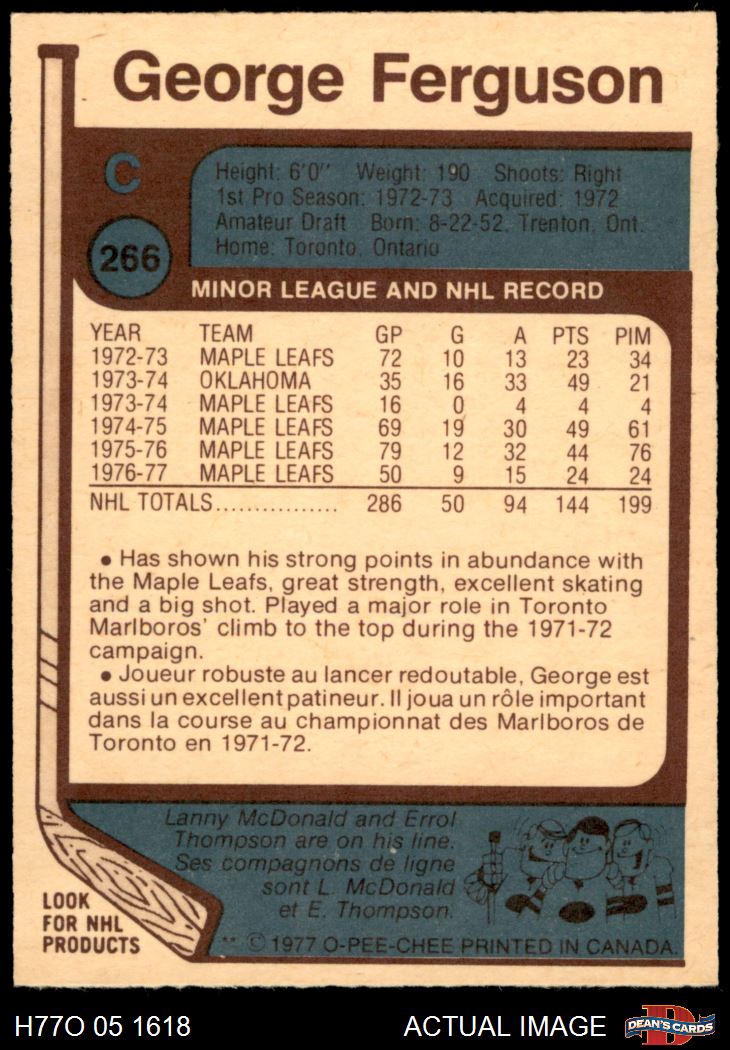 George Ferguson
C
266
Height: 6'0" Weight: 190 Shoots: Right
1st Pro Season: 1972-73 Acquired: 1972
Amateur Draft Born: 8-22-52, Trenton, Ont.
Home: Toronto, Ontario
MINOR LEAGUE AND NHL RECORD
YEAR TEAM GP G A PTS PIM
1972-73 MAPLE LEAFS 72 10 13 23 34
1973-74 OKLAHOMA 35 16 33 49 21
1973-74 MAPLE LEAFS 16 0 4 4 4
1974-75 MAPLE LEAFS 69 19 30 49 61
1975-76 MAPLE LEAFS 79 12 32 44 76
1976-77 MAPLE LEAFS 50 9 15 24 24
NHL TOTALS................ 286 50 94 144 199
• Has shown his strong points in abundance with
the Maple Leafs, great strength, excellent skating
and a big shot. Played a major role in Toronto
Marlboros' climb to the top during the 1971-72
campaign.
• Joueur robuste au lancer redoutable, George est
aussi un excellent patineur. Il joua un rôle important
dans la course au championnat des Marlboros de
Toronto en 1971-72.
Lanny McDonald and Errol
Thompson are on his line.
Ses compagnons de ligne
sont L. McDonald
et E. Thompson.
LOOK
FOR NHL
PRODUCTS
** © 1977 O-PEE-CHEE PRINTED IN CANADA.
H77O 05 1618 ACTUAL IMAGE
D
DEAN'S CARDS